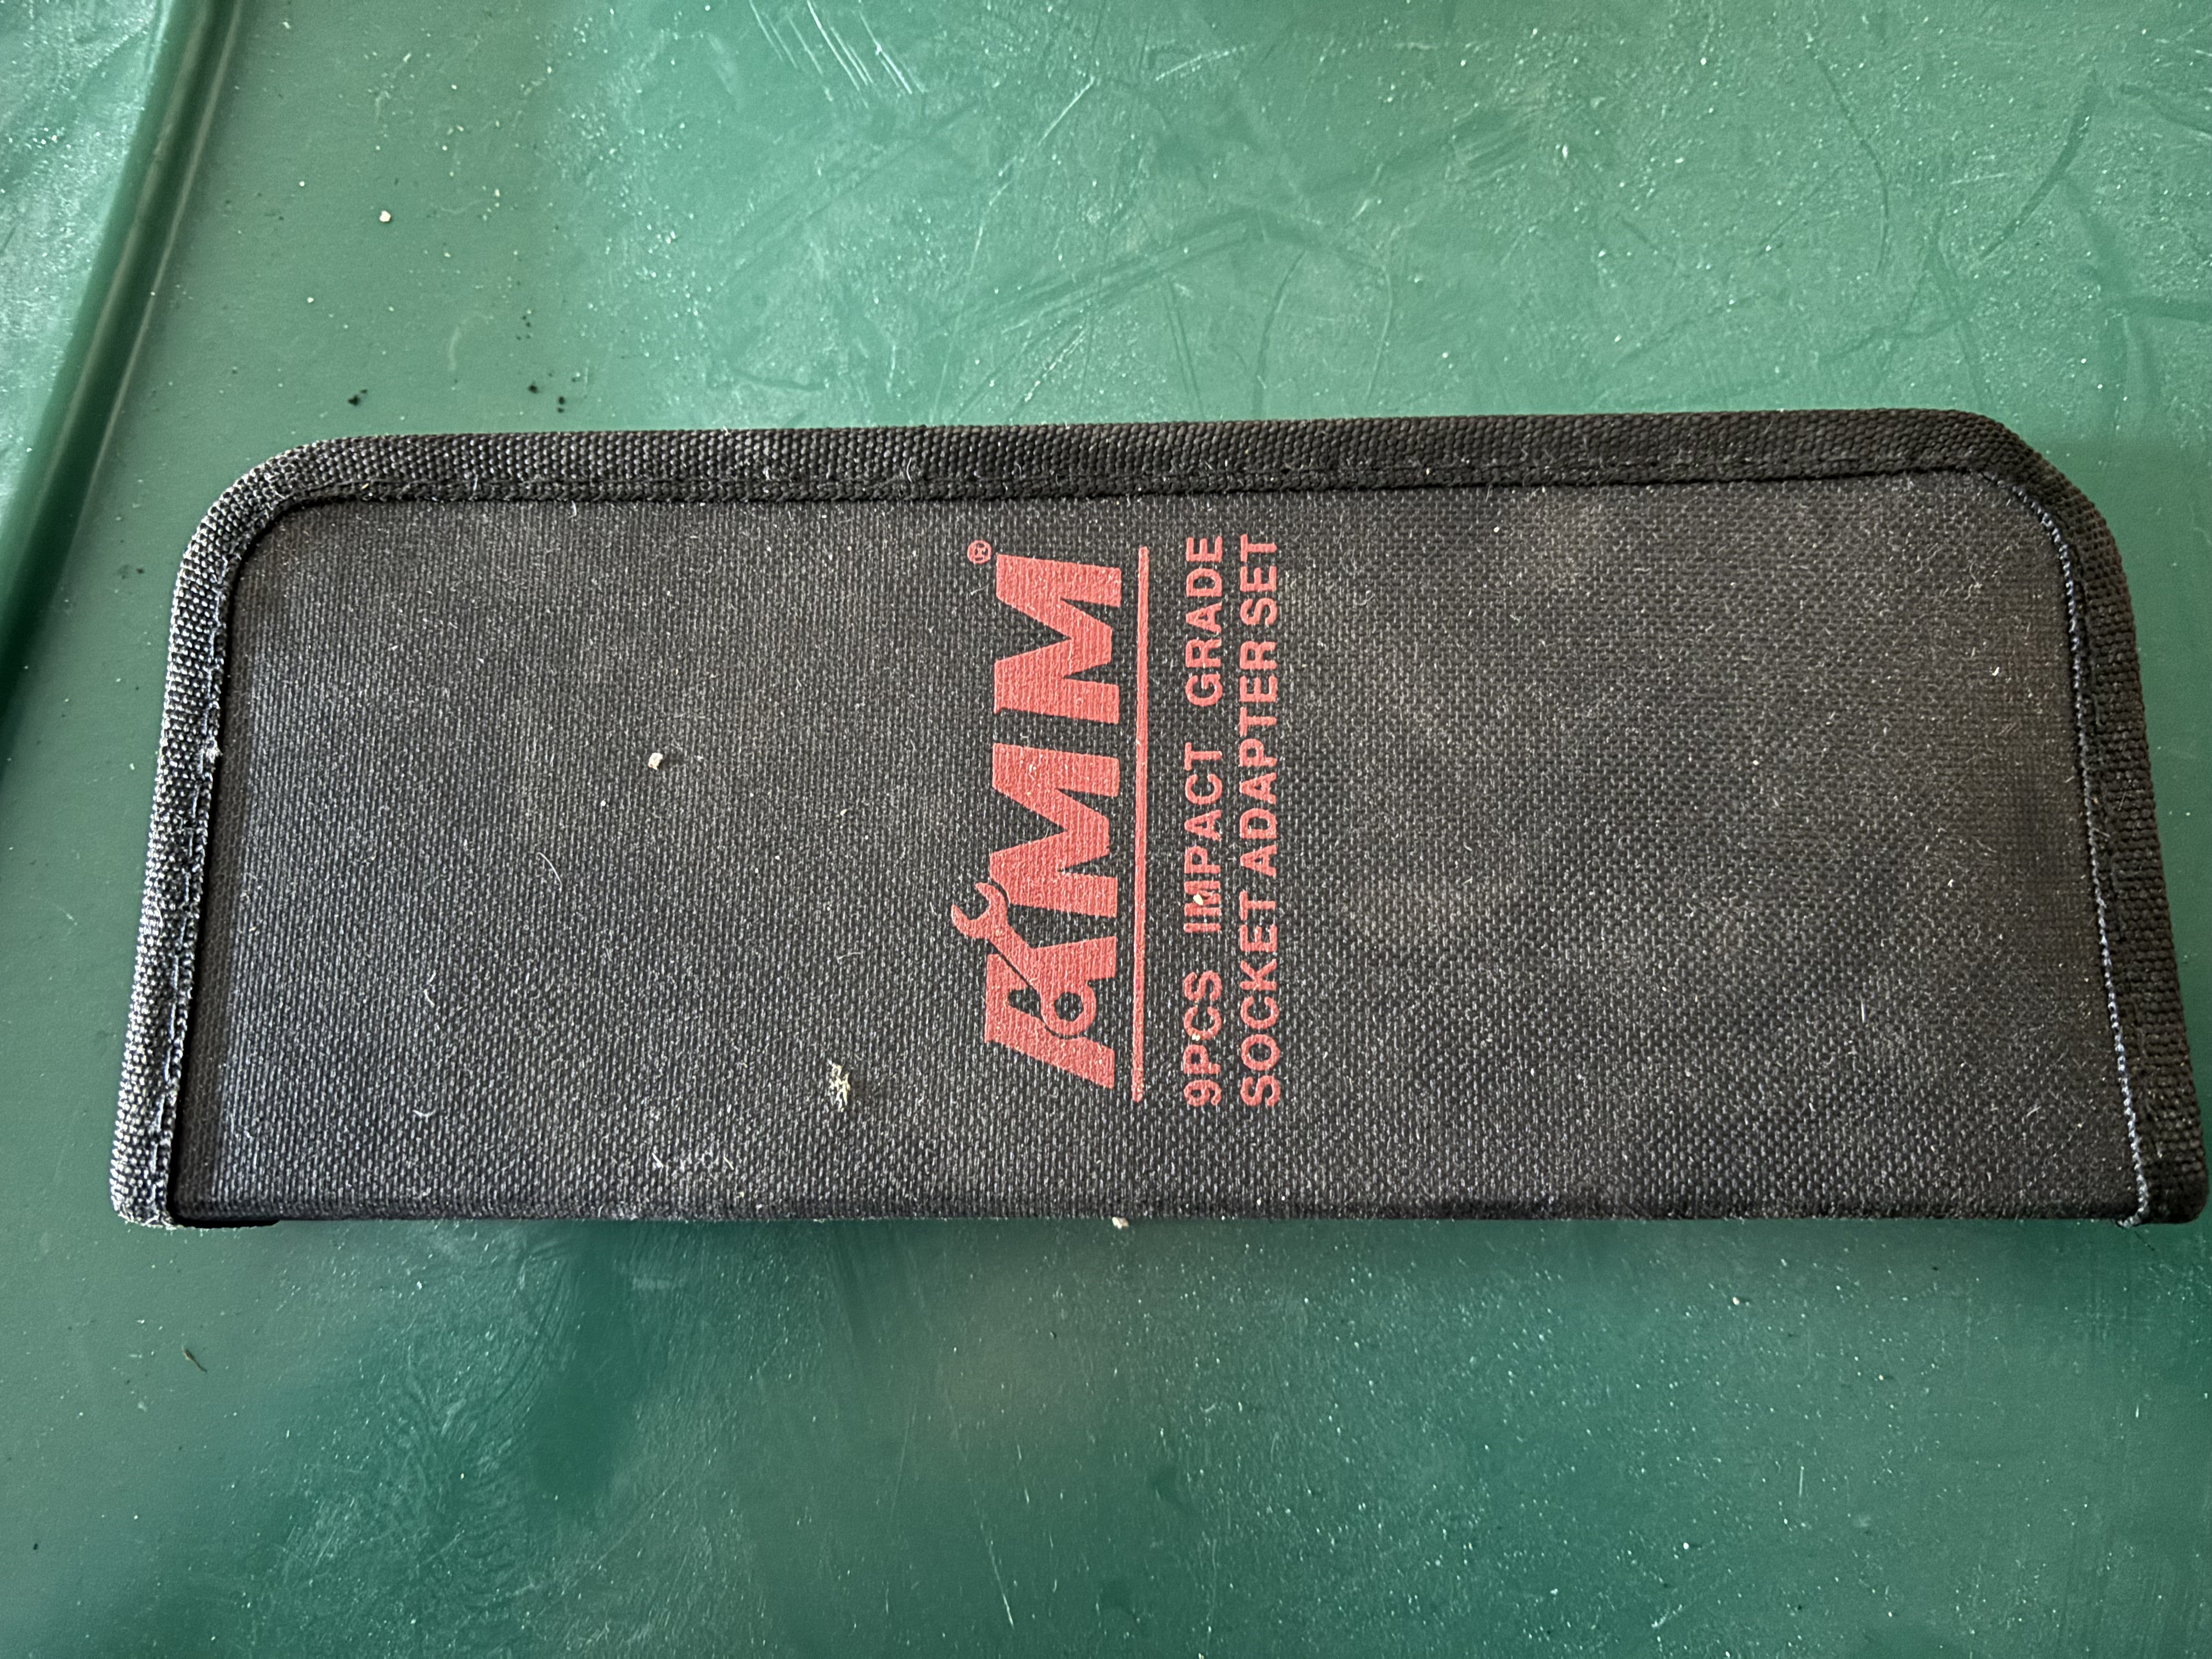 AMM®
9PCS IMPACT GRADE
SOCKET ADAPTER SET